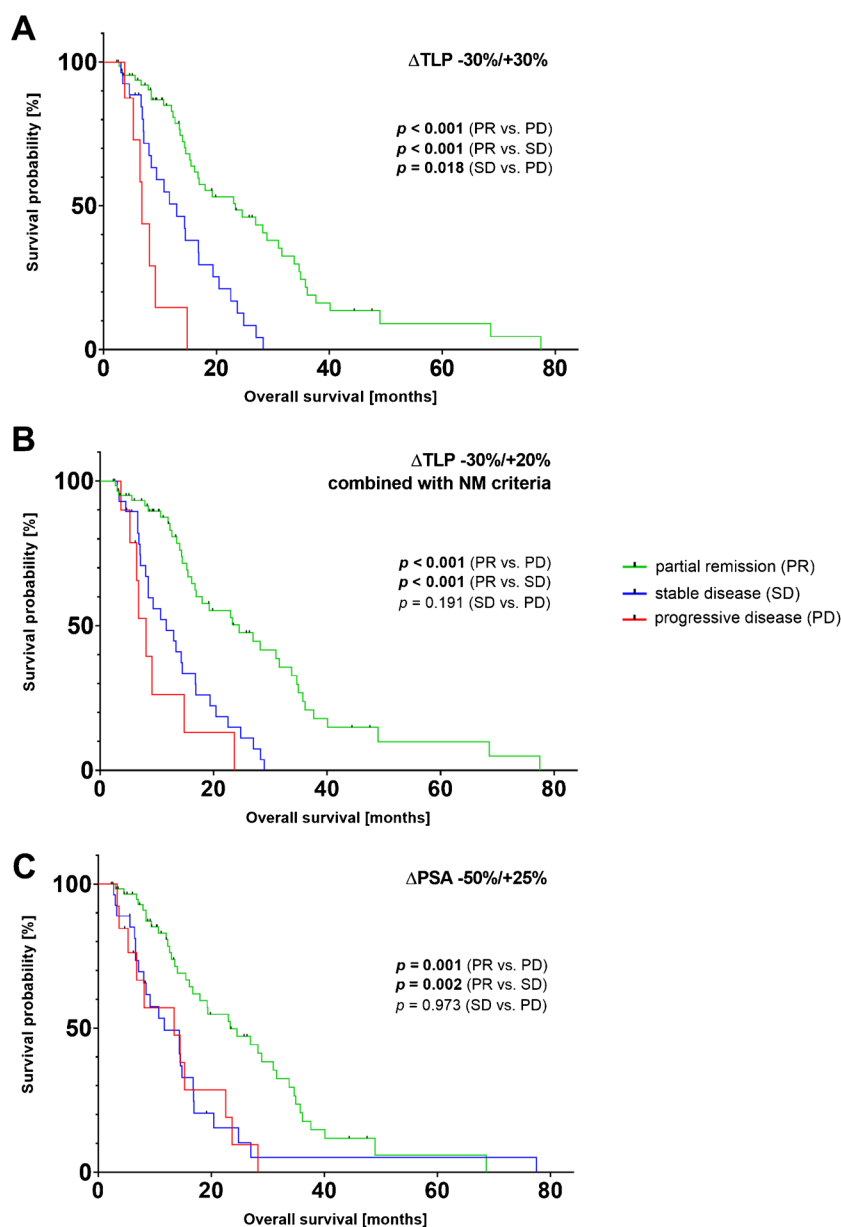 A
ΔTLP -30%/+30%
p < 0.001 (PR vs. PD)
p < 0.001 (PR vs. SD)
p = 0.018 (SD vs. PD)
Survival probability [%]
100
50
0
0 20 40 60 80
Overall survival [months]
B
ΔTLP -30%/+20%
combined with NM criteria
p < 0.001 (PR vs. PD)
p < 0.001 (PR vs. SD)
p = 0.191 (SD vs. PD)
Survival probability [%]
100
50
0
0 20 40 60 80
Overall survival [months]
partial remission (PR)
stable disease (SD)
progressive disease (PD)
C
ΔPSA -50%/+25%
p = 0.001 (PR vs. PD)
p = 0.002 (PR vs. SD)
p = 0.973 (SD vs. PD)
Survival probability [%]
100
50
0
0 20 40 60 80
Overall survival [months]